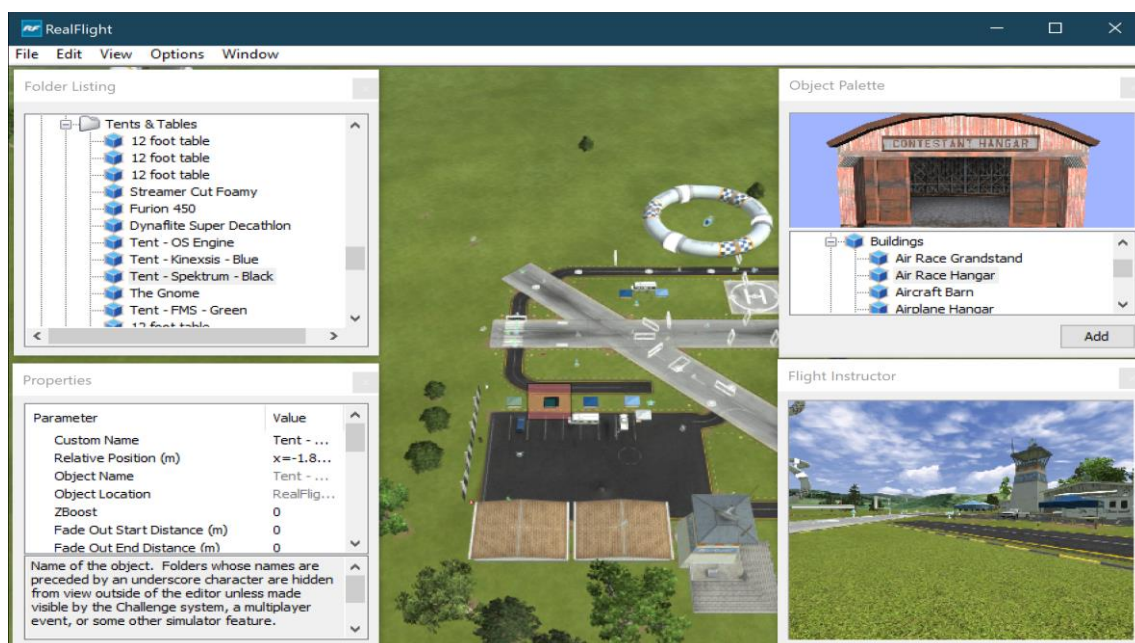 RealFlight
File Edit View Options Window
Folder Listing
Tents & Tables
12 foot table
12 foot table
12 foot table
Streamer Cut Foamy
Furion 450
Dynaflite Super Decathlon
Tent - OS Engine
Tent - Kinexsis - Blue
Tent - Spektrum - Black
The Gnome
Tent - FMS - Green
12 foot table
Properties
Parameter Value
Custom Name Tent - ...
Relative Position (m) x=-1.8...
Object Name Tent - ...
Object Location RealFlig...
ZBoost 0
Fade Out Start Distance (m) 0
Fade Out End Distance (m) 0
Name of the object. Folders whose names are
preceded by an underscore character are hidden
from view outside of the editor unless made
visible by the Challenge system, a multiplayer
event, or some other simulator feature.
H
Object Palette
CONTESTANT HANGAR
Buildings
Air Race Grandstand
Air Race Hangar
Aircraft Barn
Airplane Hangar
Add
Flight Instructor